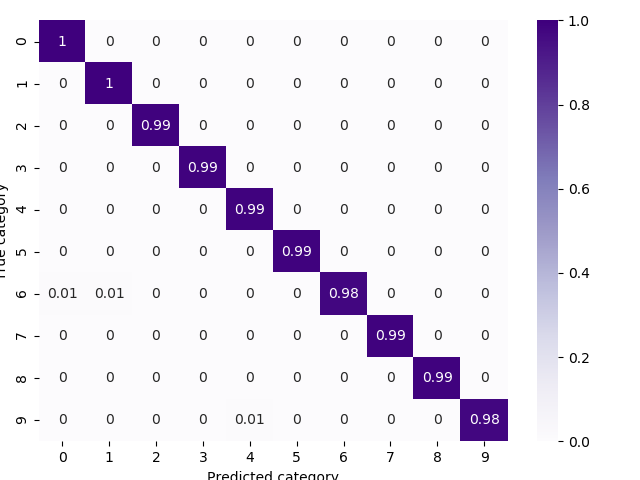 0 1 0 0 0 0 0 0 0 0 0
1 0 1 0 0 0 0 0 0 0 0
2 0 0 0.99 0 0 0 0 0 0 0
3 0 0 0 0.99 0 0 0 0 0 0
4 0 0 0 0 0.99 0 0 0 0 0
5 0 0 0 0 0 0.99 0 0 0 0
6 0.01 0.01 0 0 0 0 0.98 0 0 0
7 0 0 0 0 0 0 0 0.99 0 0
8 0 0 0 0 0 0 0 0 0.99 0
9 0 0 0 0 0.01 0 0 0 0 0.98
0 1 2 3 4 5 6 7 8 9
Predicted category
True category
1.0
0.8
0.6
0.4
0.2
0.0